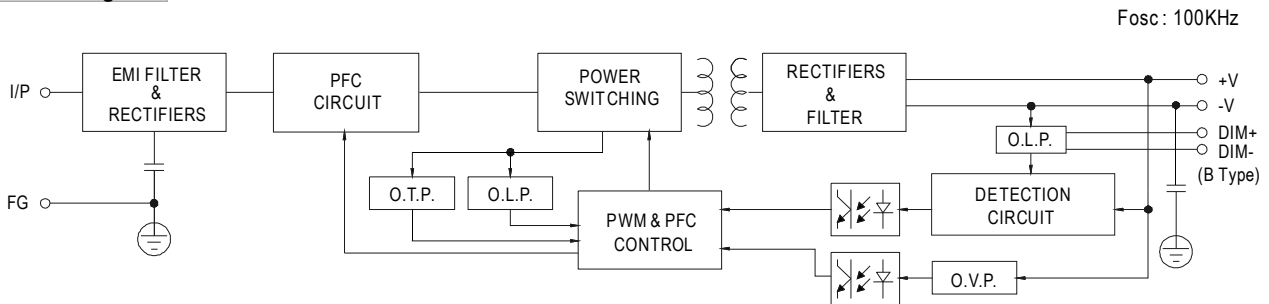 Fosc : 100KHz
I/P
EMI FILTER
&
RECTIFIERS
PFC
CIRCUIT
POWER
SWITCHING
RECTIFIERS
&
FILTER
+V
-V
DIM+
DIM-
(B Type)
O.L.P.
FG
O.T.P.
O.L.P.
PWM & PFC
CONTROL
DETECTION
CIRCUIT
O.V.P.